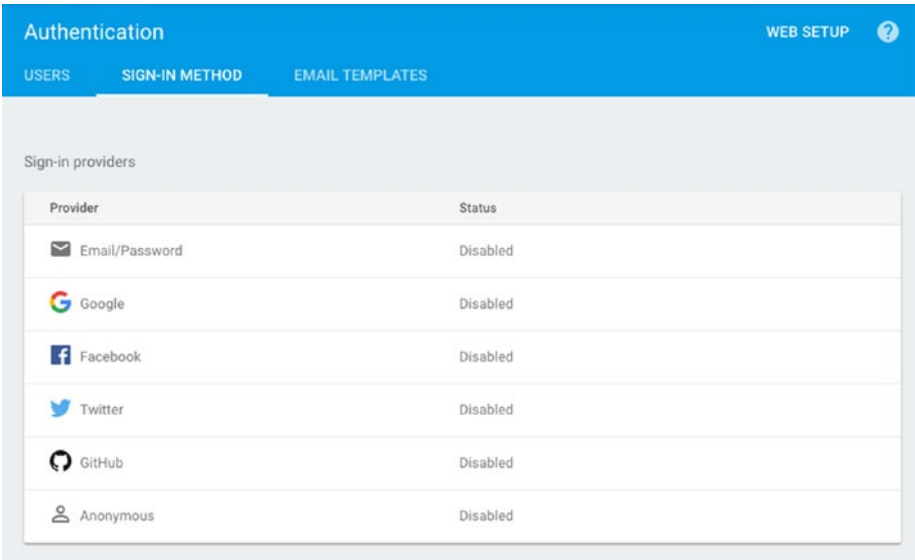 Authentication WEB SETUP ?
USERS SIGN-IN METHOD EMAIL TEMPLATES
Sign-in providers
Provider Status
Email/Password Disabled
Google Disabled
Facebook Disabled
Twitter Disabled
GitHub Disabled
Anonymous Disabled